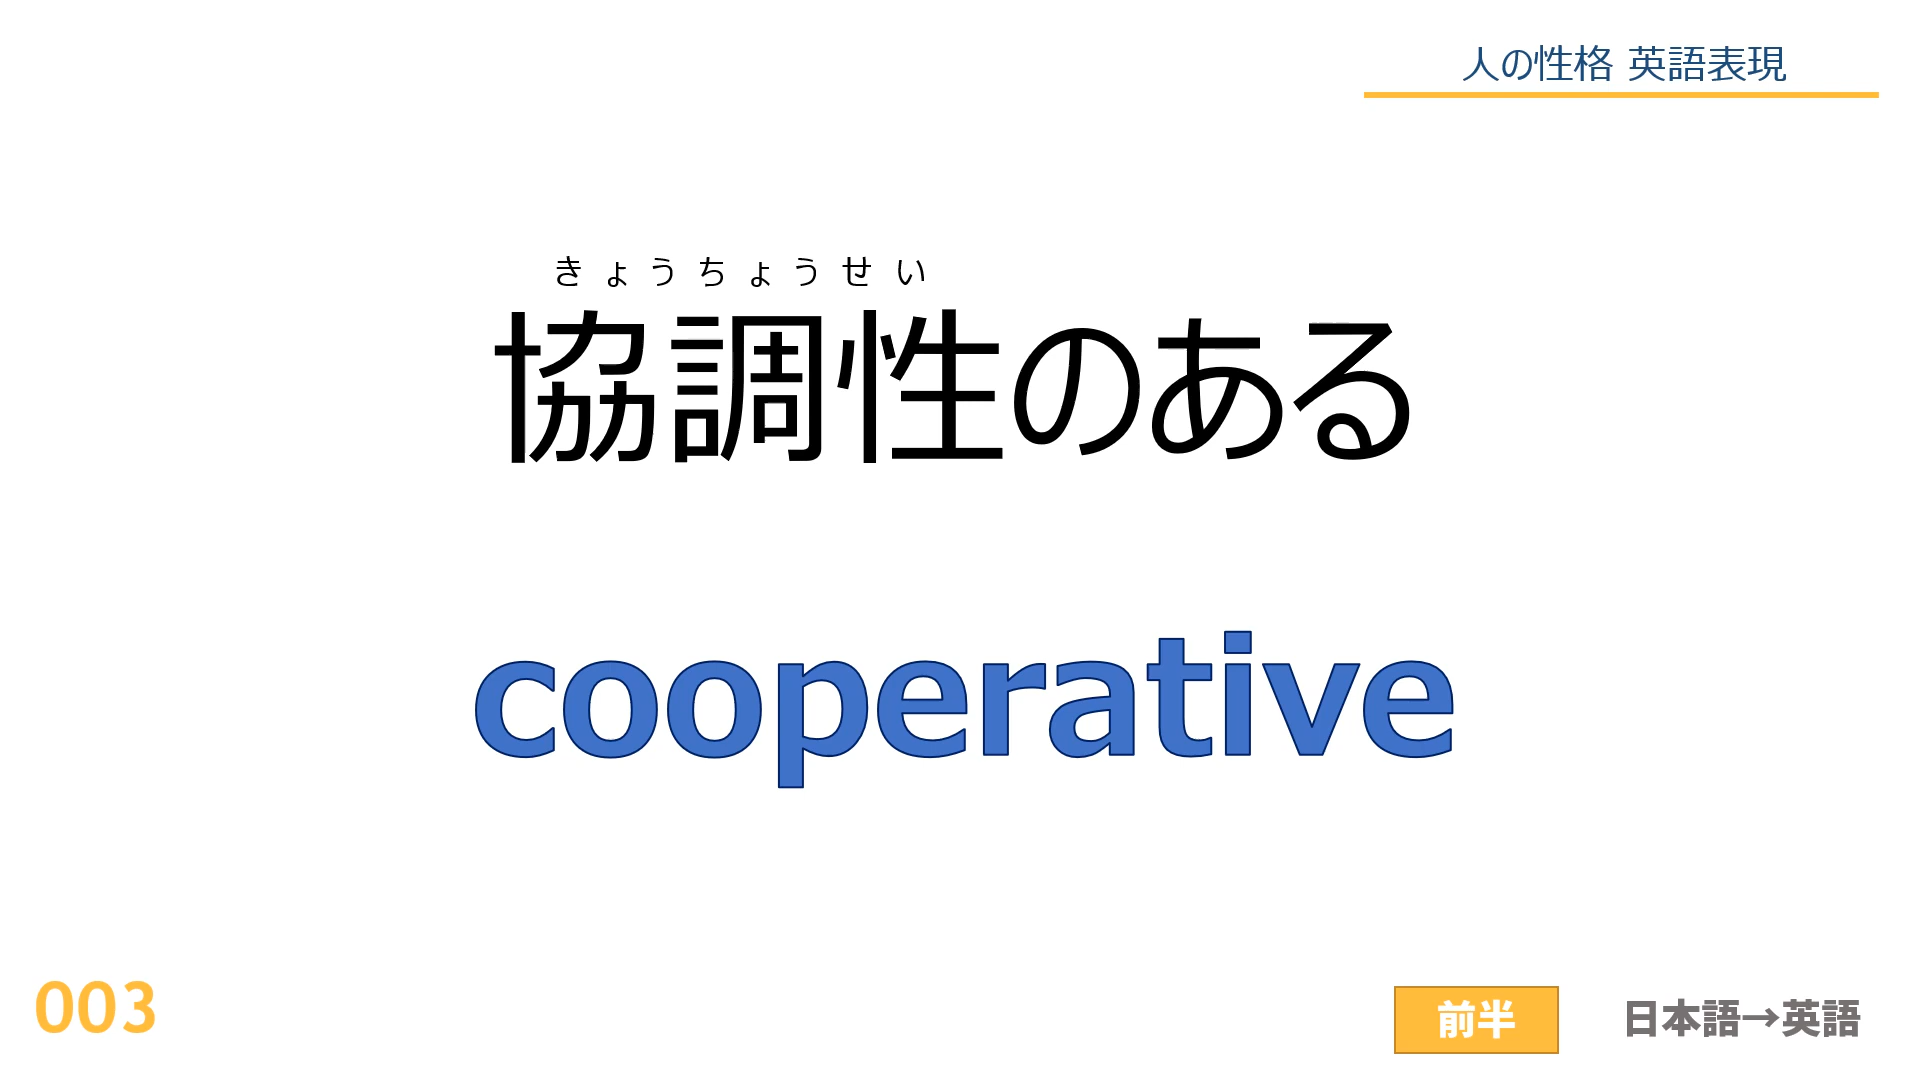 人の性格 英語表現
きょうちょうせい
協調性のある
cooperative
003
前半
日本語→英語